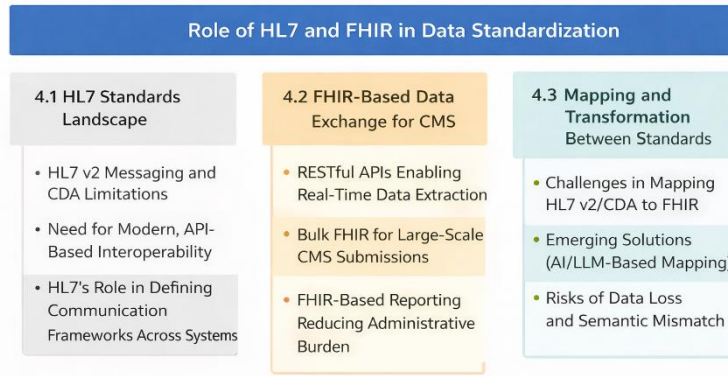 Role of HL7 and FHIR in Data Standardization
4.1 HL7 Standards
Landscape
• HL7 v2 Messaging and
CDA Limitations
• Need for Modern, API-
Based Interoperability
• HL7's Role in Defining
Communication
Frameworks Across Systems
4.2 FHIR-Based Data
Exchange for CMS
• RESTful APIs Enabling
Real-Time Data Extraction
• Bulk FHIR for Large-Scale
CMS Submissions
• FHIR-Based Reporting
Reducing Administrative
Burden
4.3 Mapping and
Transformation
Between Standards
• Challenges in Mapping
HL7 v2/CDA to FHIR
• Emerging Solutions
(AI/LLM-Based Mapping)
• Risks of Data Loss
and Semantic Mismatch